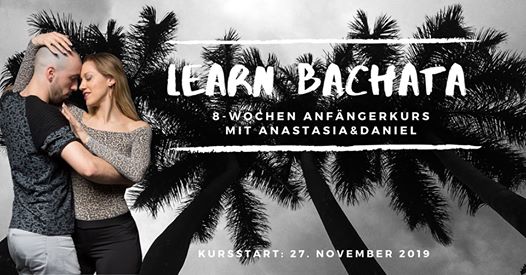 LEARN BACHATA
8-WOCHEN ANFÄNGERKURS
MIT ANASTASIA&DANIEL
KURSSTART: 27. NOVEMBER 2019